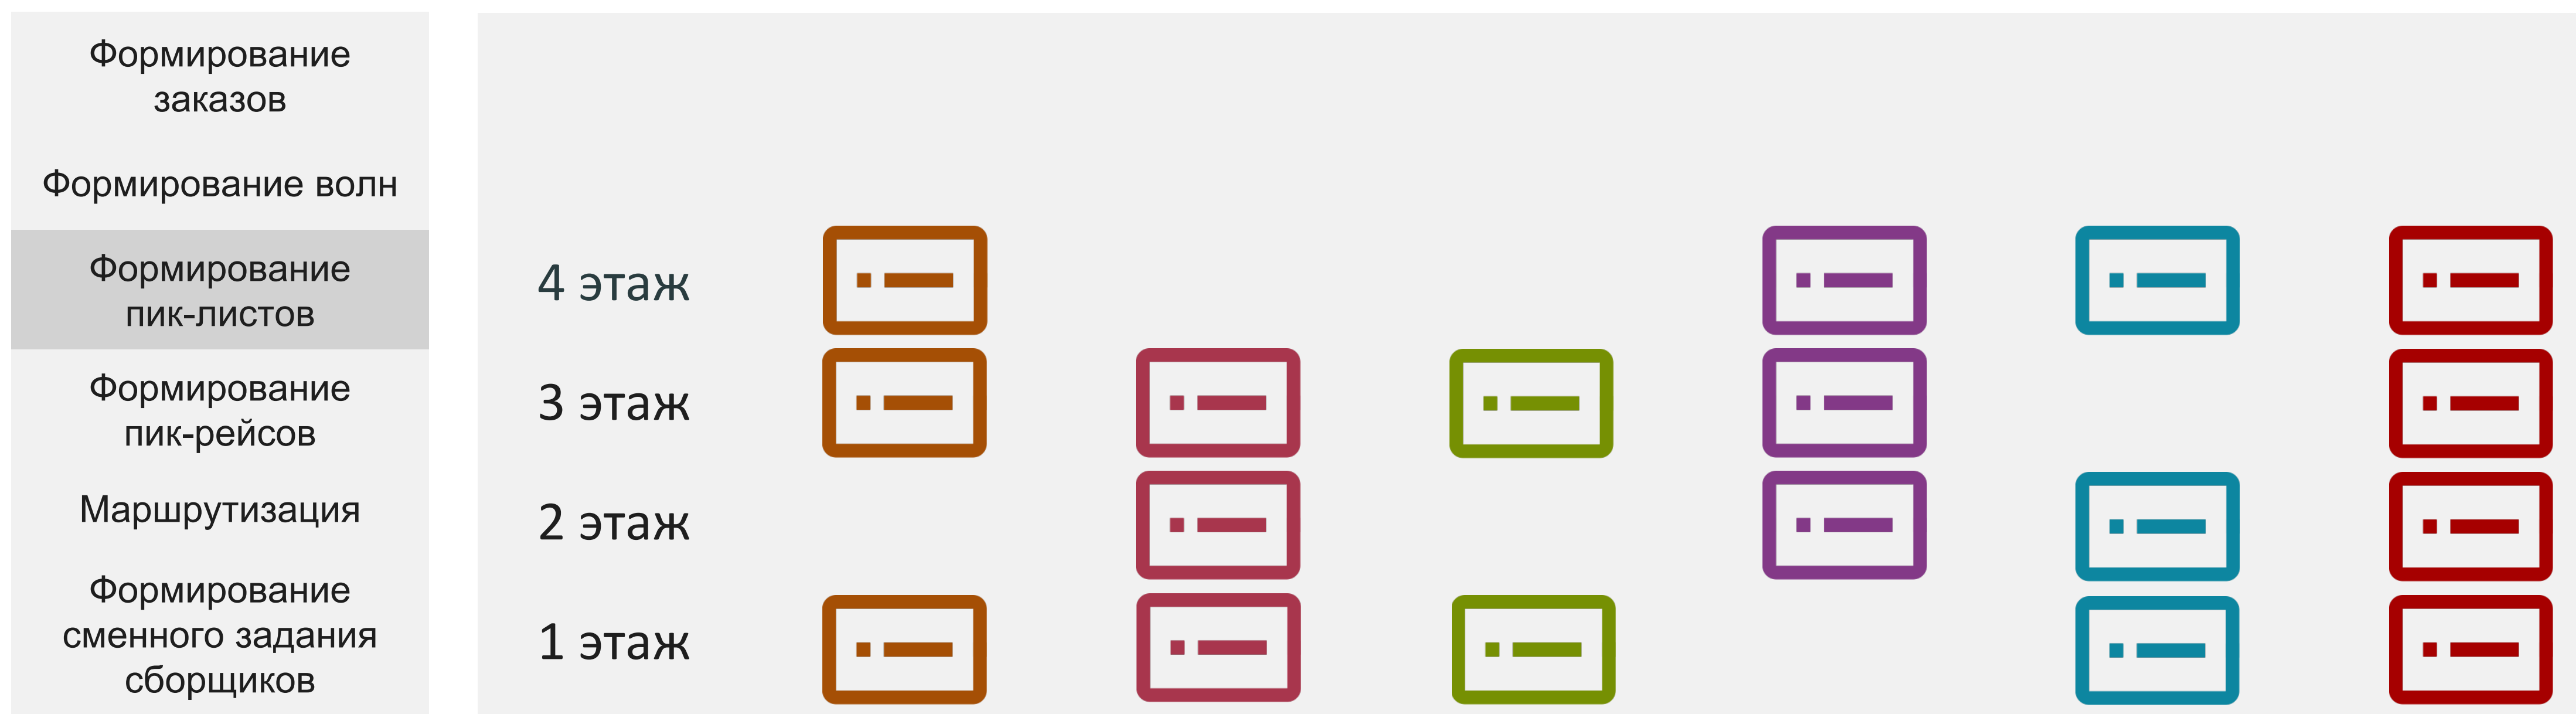 Формирование
заказов
Формирование волн
Формирование
пик-листов
Формирование
пик-рейсов
Маршрутизация
Формирование
сменного задания
сборщиков
4 этаж
3 этаж
2 этаж
1 этаж